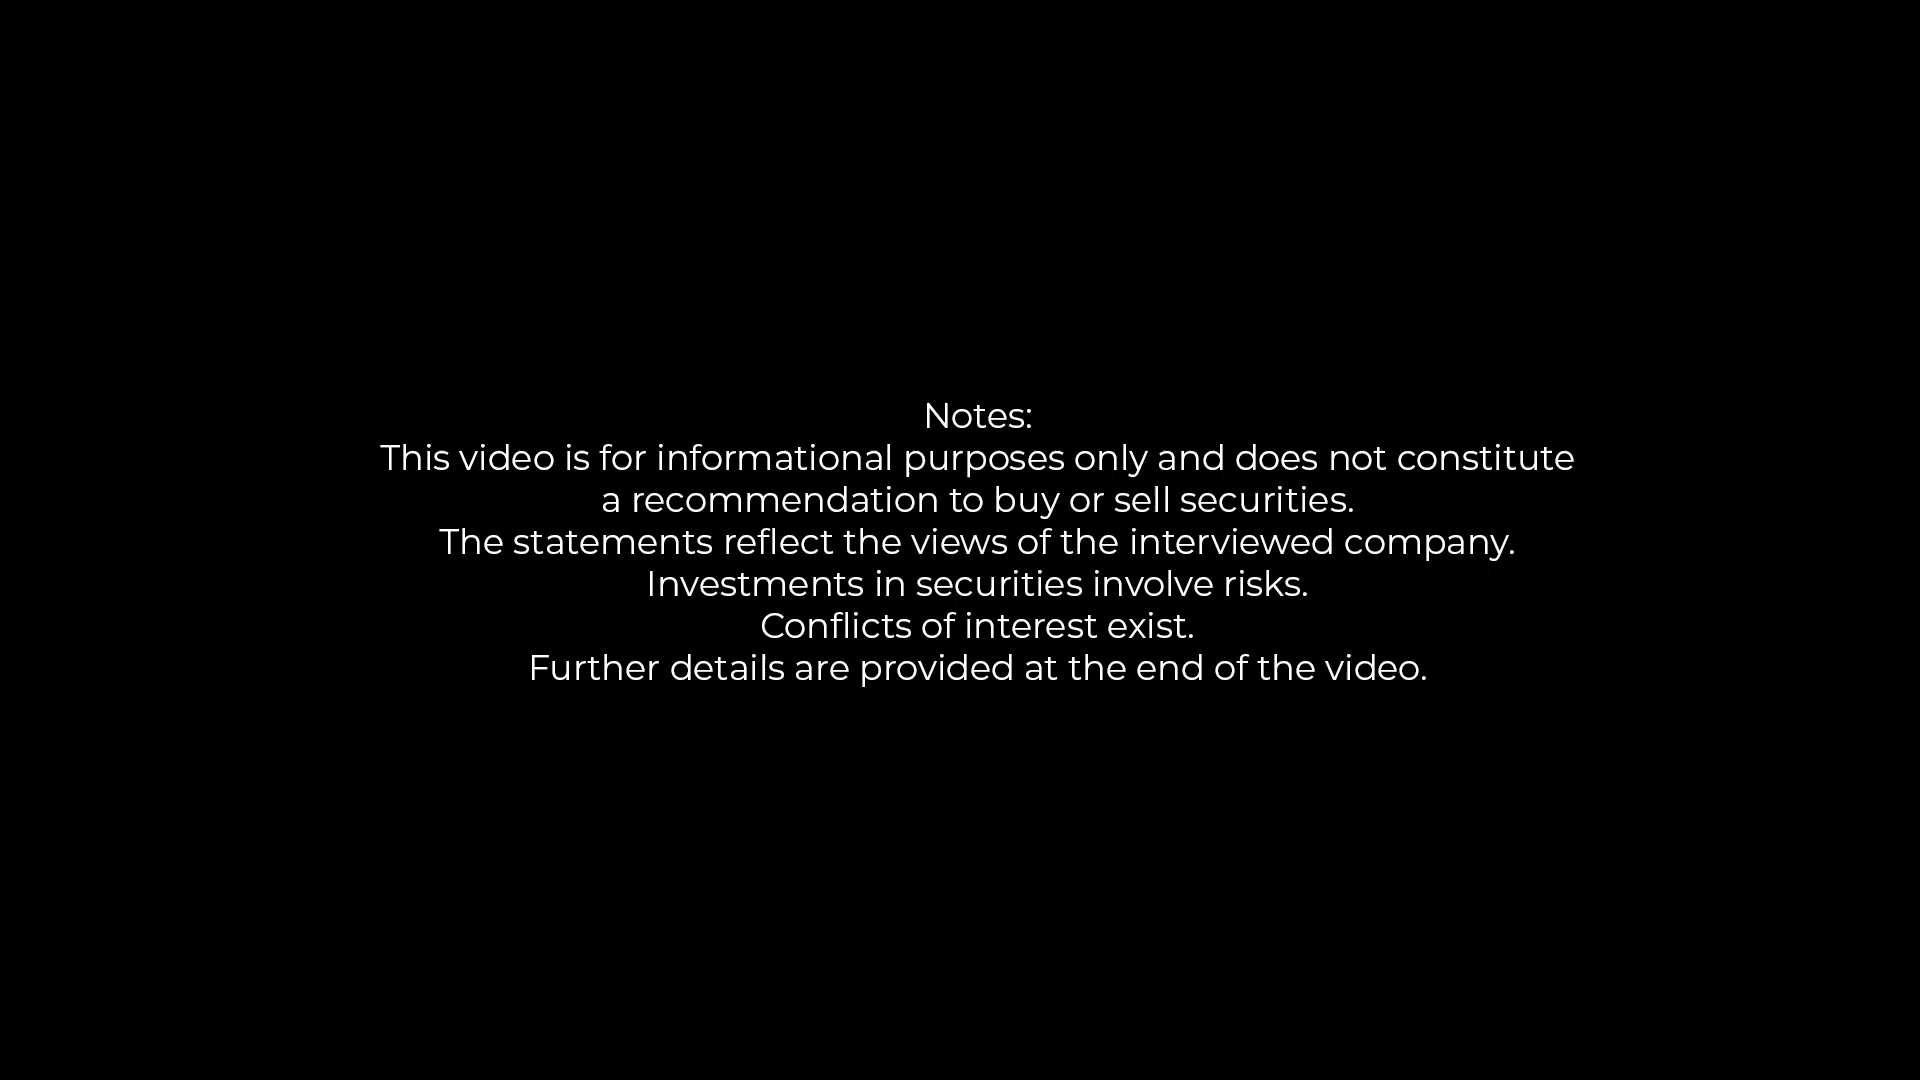 Notes:
This video is for informational purposes only and does not constitute
a recommendation to buy or sell securities.
The statements reflect the views of the interviewed company.
Investments in securities involve risks.
Conflicts of interest exist.
Further details are provided at the end of the video.